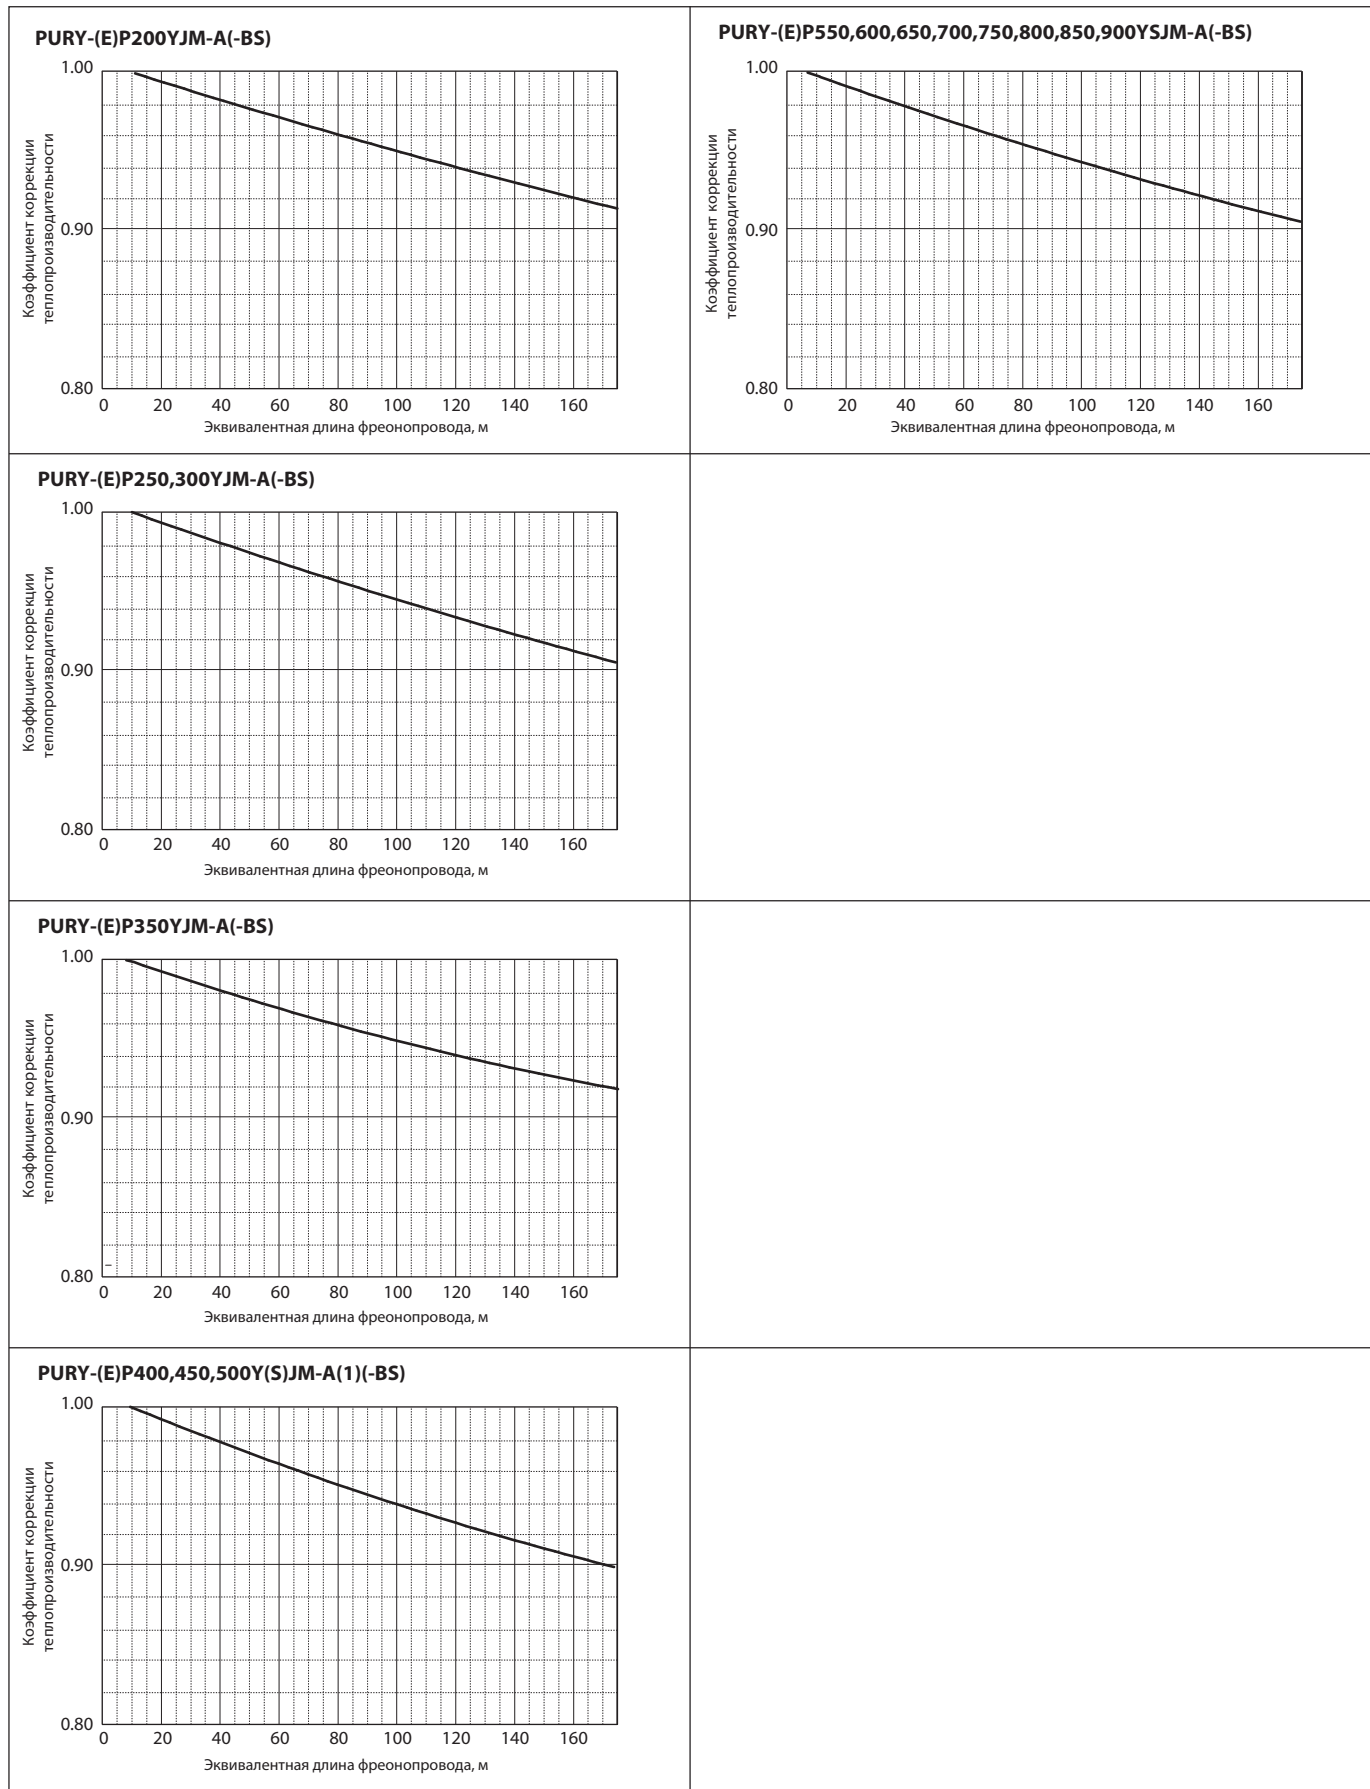 PURY-(E)P200YJM-A(-BS)
1.00
0.90
0.80
Коэффициент коррекции
теплопроизводительности
0 20 40 60 80 100 120 140 160
Эквивалентная длина фреонопровода, м
PURY-(E)P550,600,650,700,750,800,850,900YSJM-A(-BS)
1.00
0.90
0.80
Коэффициент коррекции
теплопроизводительности
0 20 40 60 80 100 120 140 160
Эквивалентная длина фреонопровода, м
PURY-(E)P250,300YJM-A(-BS)
1.00
0.90
0.80
Коэффициент коррекции
теплопроизводительности
0 20 40 60 80 100 120 140 160
Эквивалентная длина фреонопровода, м
PURY-(E)P350YJM-A(-BS)
1.00
0.90
0.80
Коэффициент коррекции
теплопроизводительности
0 20 40 60 80 100 120 140 160
Эквивалентная длина фреонопровода, м
PURY-(E)P400,450,500Y(S)JM-A(1)(-BS)
1.00
0.90
0.80
Коэффициент коррекции
теплопроизводительности
0 20 40 60 80 100 120 140 160
Эквивалентная длина фреонопровода, м